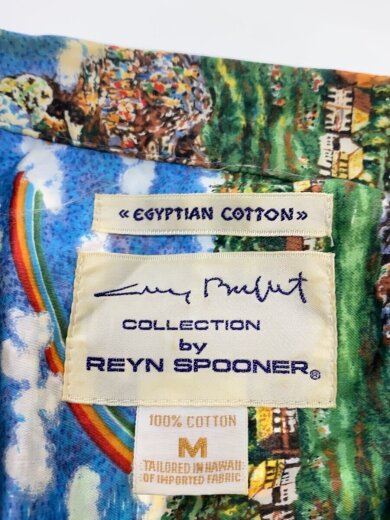 « EGYPTIAN COTTON »
Guy Buffet
COLLECTION
by
REYN SPOONER®
100% COTTON
M
TAILORED IN HAWAII
OF IMPORTED FABRIC